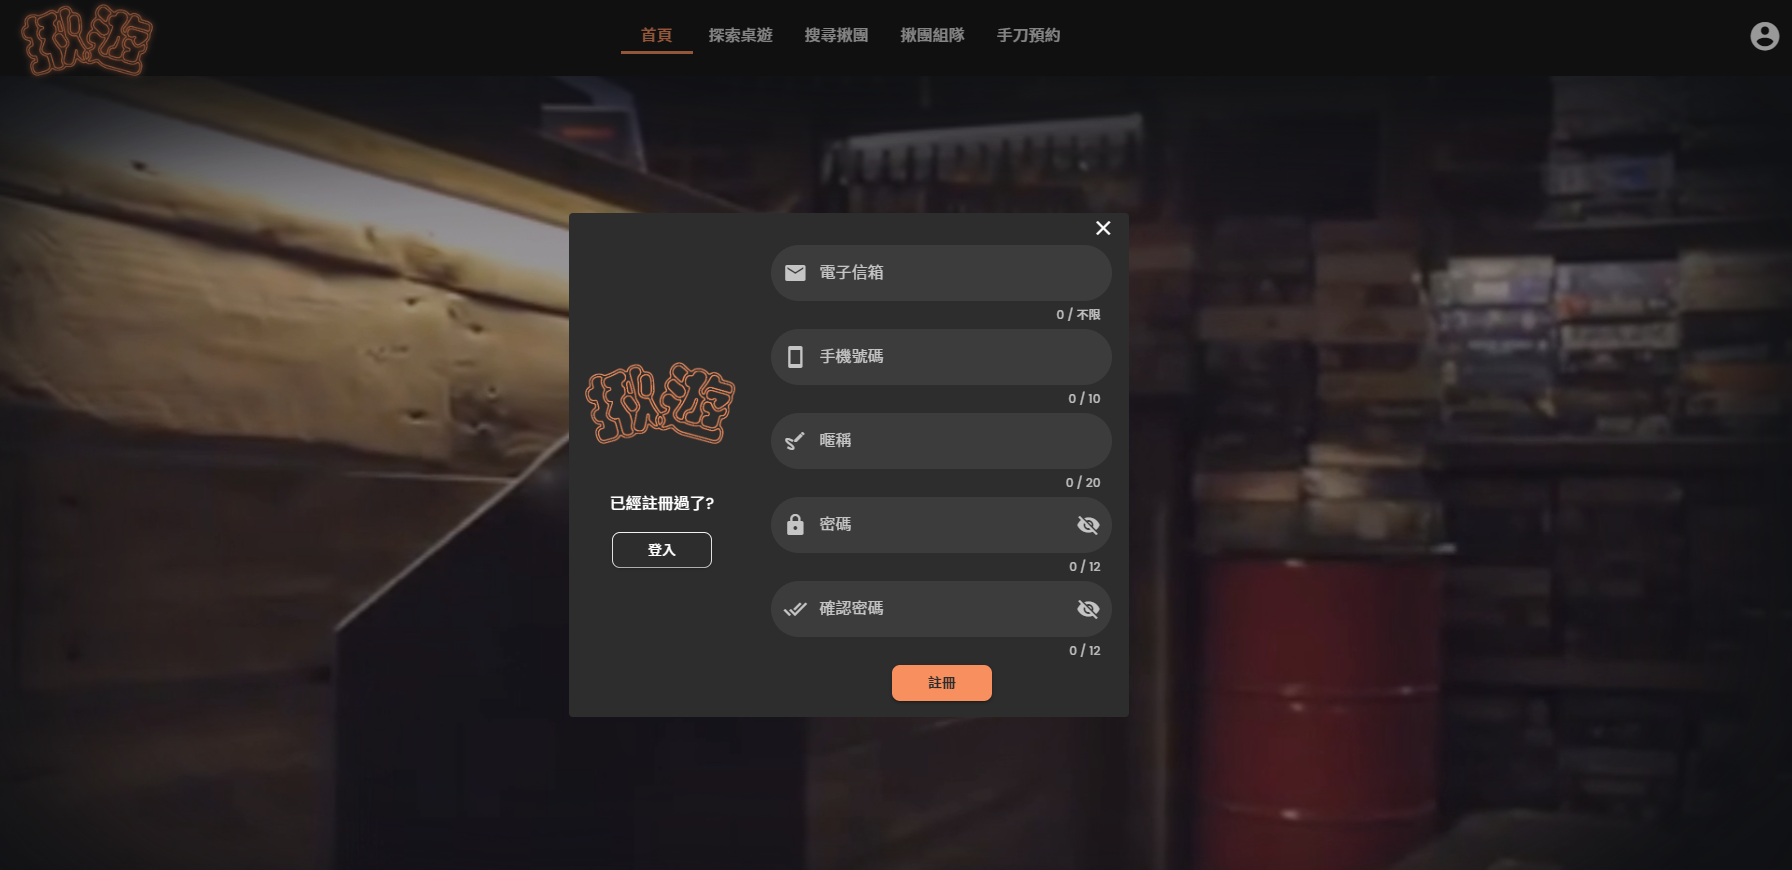 揪遊
首頁 探索桌遊 搜尋揪團 揪團組隊 手刀預約
電子信箱
0 / 不限
手機號碼
0 / 10
暱稱
0 / 20
密碼
0 / 12
確認密碼
0 / 12
註冊
揪遊
已經註冊過了?
登入